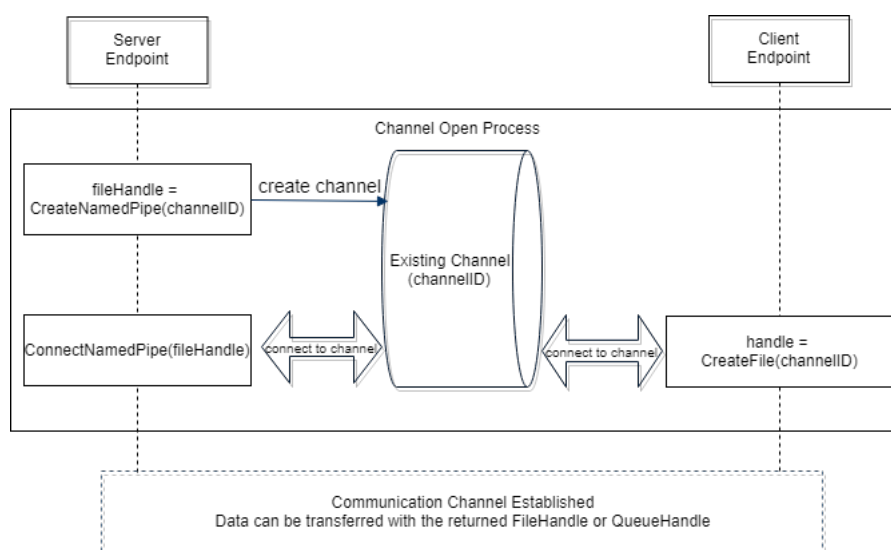 Server
Endpoint
Client
Endpoint
Channel Open Process
fileHandle =
CreateNamedPipe(channelID)
create channel
Existing Channel
(channelID)
ConnectNamedPipe(fileHandle)
connect to channel
connect to channel
handle =
CreateFile(channelID)
Communication Channel Established
Data can be transferred with the returned FileHandle or QueueHandle